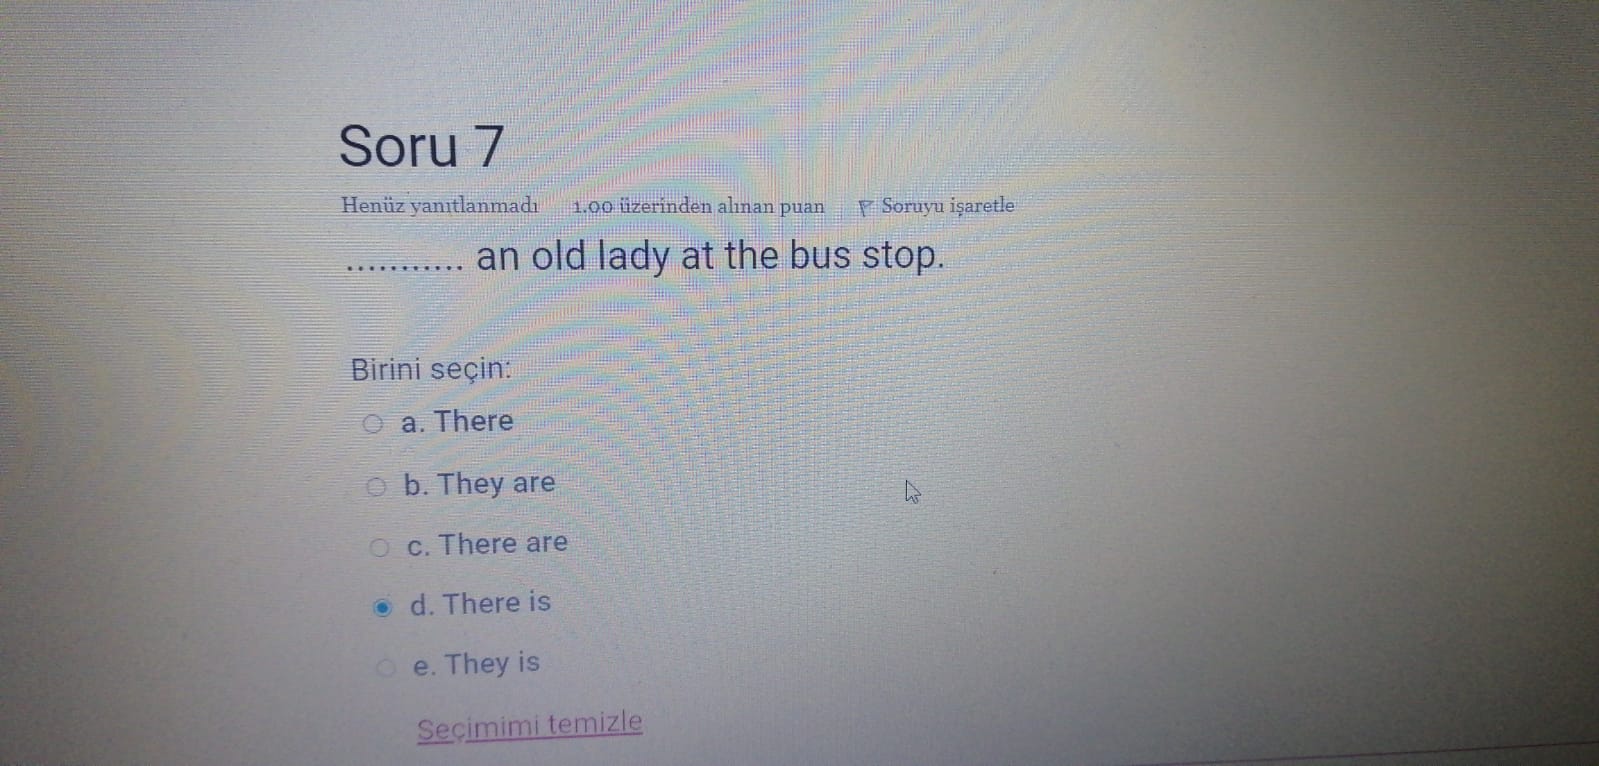 Soru 7
Henüz yanıtlanmadı 1,00 üzerinden alınan puan Soruyu işaretle
........... an old lady at the bus stop.
Birini seçin:
a. There
b. They are
c. There are
d. There is
e. They is
Seçimimi temizle